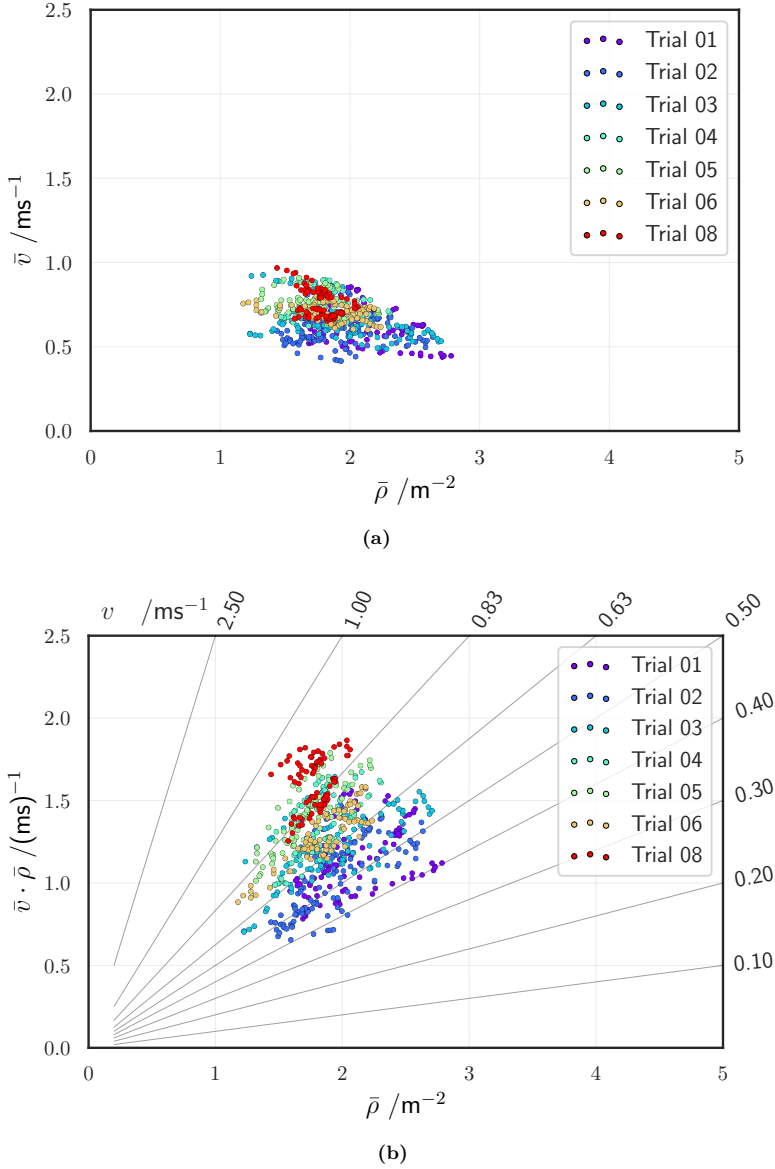 2.5
2.0
1.5
1.0
0.5
0.0
v̄ /ms⁻¹
Trial 01
Trial 02
Trial 03
Trial 04
Trial 05
Trial 06
Trial 08
0 1 2 3 4 5
ρ̄ /m⁻²
(a)
v /ms⁻¹ 2.50 1.00 0.83 0.63 0.50
0.40
0.30
0.20
0.10
2.5
2.0
1.5
1.0
0.5
0.0
v̄ · ρ̄ /(ms)⁻¹
Trial 01
Trial 02
Trial 03
Trial 04
Trial 05
Trial 06
Trial 08
0 1 2 3 4 5
ρ̄ /m⁻²
(b)